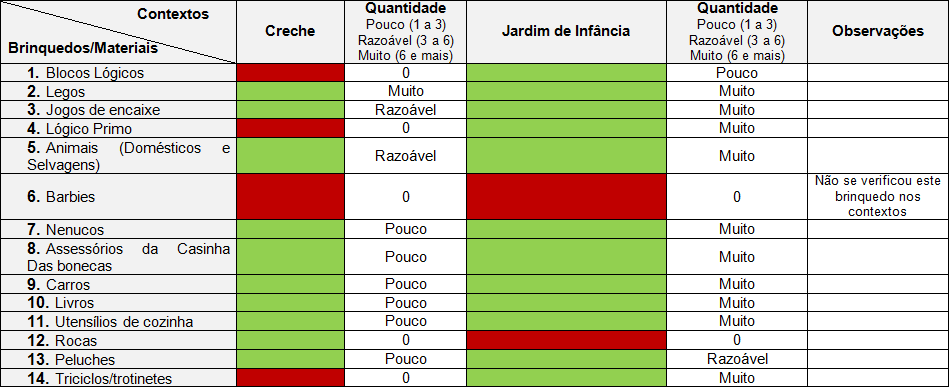 Contextos
Brinquedos/Materiais
Creche
Quantidade
Pouco (1 a 3)
Razoável (3 a 6)
Muito (6 e mais)
Jardim de Infância
Quantidade
Pouco (1 a 3)
Razoável (3 a 6)
Muito (6 e mais)
Observações
1. Blocos Lógicos 0 Pouco
2. Legos Muito Muito
3. Jogos de encaixe Razoável Muito
4. Lógico Primo 0 Muito
5. Animais (Domésticos e
Selvagens) Razoável Muito
6. Barbies 0 0
Não se verificou este
brinquedo nos
contextos
7. Nenucos Pouco Muito
8. Assessórios da Casinha
Das bonecas Pouco Muito
9. Carros Pouco Muito
10. Livros Pouco Muito
11. Utensílios de cozinha Pouco Muito
12. Rocas 0 0
13. Peluches Pouco Razoável
14. Triciclos/trotinetes 0 Muito